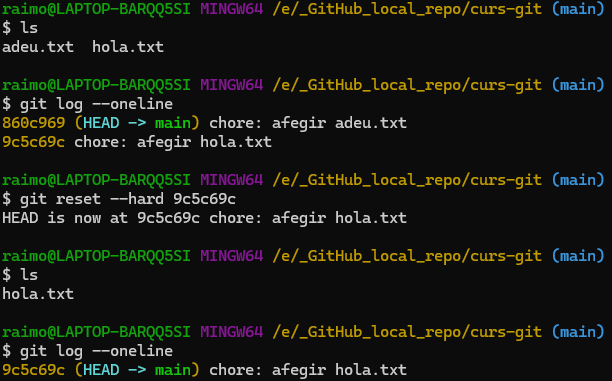 raimo@LAPTOP-BARQQ5SI MINGW64 /e/_GitHub_local_repo/curs-git (main)
$ ls
adeu.txt  hola.txt
raimo@LAPTOP-BARQQ5SI MINGW64 /e/_GitHub_local_repo/curs-git (main)
$ git log --oneline
860c969 (HEAD -> main) chore: afegir adeu.txt
9c5c69c chore: afegir hola.txt
raimo@LAPTOP-BARQQ5SI MINGW64 /e/_GitHub_local_repo/curs-git (main)
$ git reset --hard 9c5c69c
HEAD is now at 9c5c69c chore: afegir hola.txt
raimo@LAPTOP-BARQQ5SI MINGW64 /e/_GitHub_local_repo/curs-git (main)
$ ls
hola.txt
raimo@LAPTOP-BARQQ5SI MINGW64 /e/_GitHub_local_repo/curs-git (main)
$ git log --oneline
9c5c69c (HEAD -> main) chore: afegir hola.txt